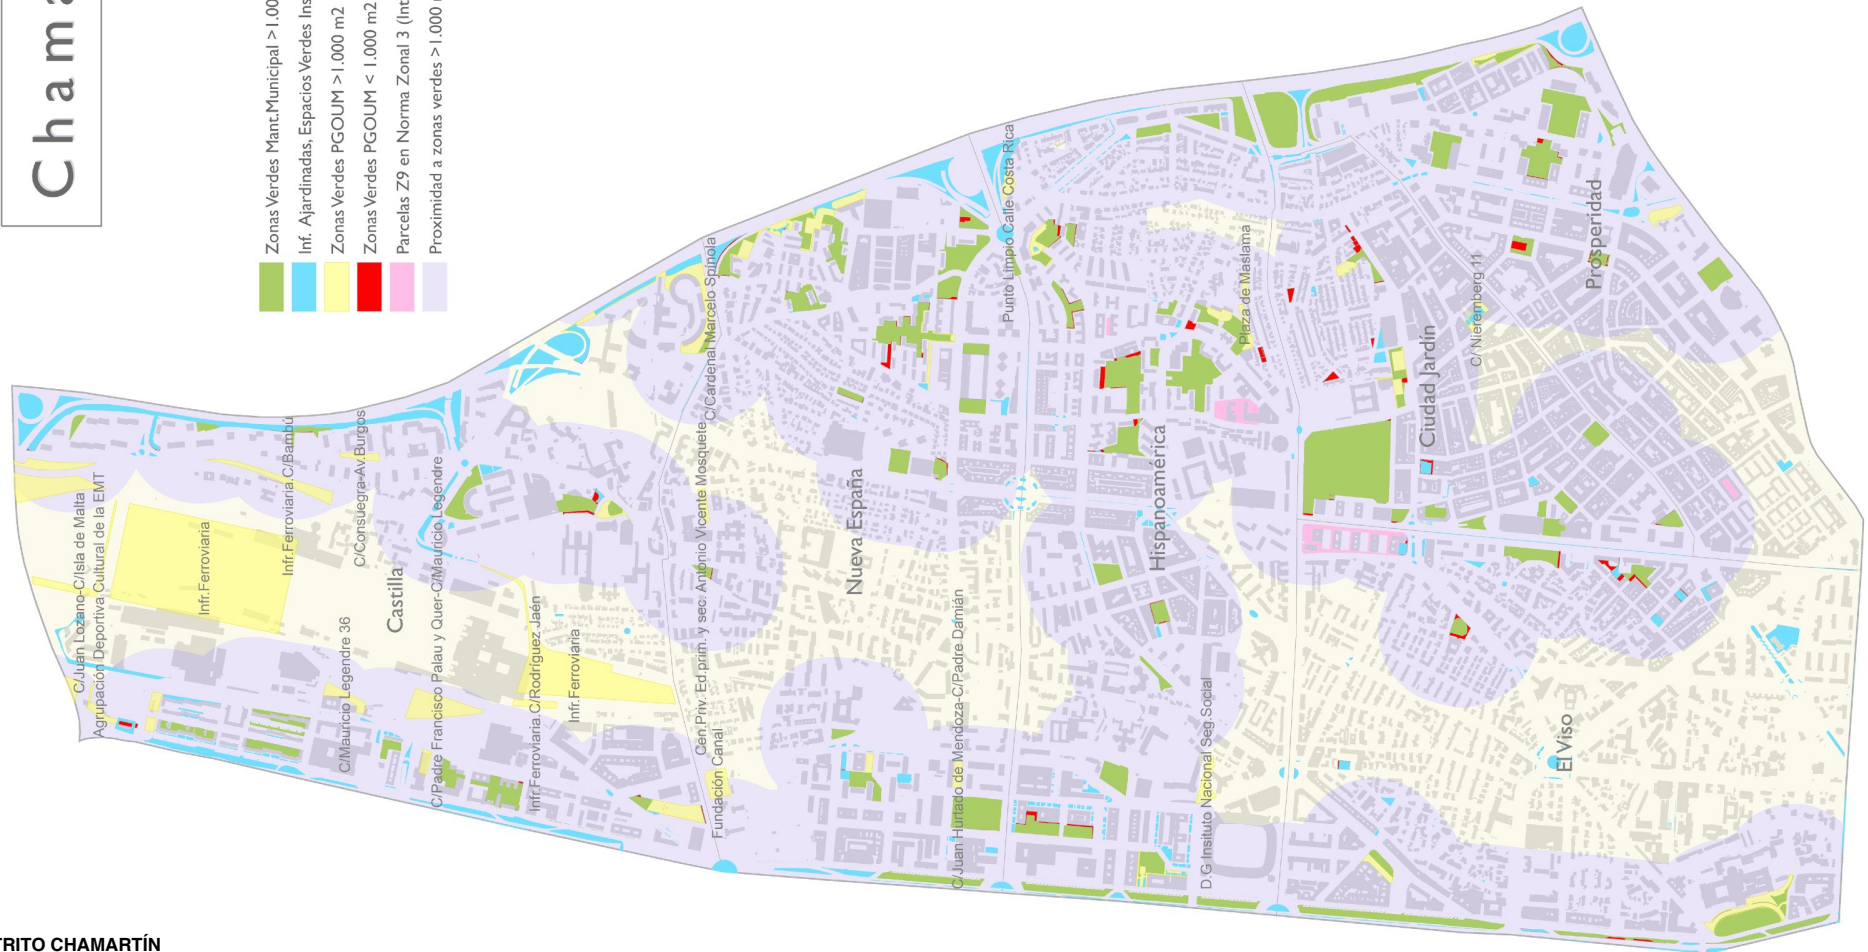 Chama
Zonas Verdes Mant.Municipal >1.00
Inf. Ajardinadas, Espacios Verdes Ins
Zonas Verdes PGOUM >1.000 m2
Zonas Verdes PGOUM < 1.000 m2
Parcelas Z9 en Norma Zonal 3 (Int
Proximidad a zonas verdes >1.000
C/Juan Lozano-C/Isla de Malta
Agrupación Deportiva Cultural de la EMT
Infr.Ferroviaria
Infr.Ferroviaria.C/Bambú
C/Mauricio Legendre 36
C/Consuegra-Av.Burgos
Castilla
C/Padre Francisco Palau y Quer-C/Mauricio Legendre
Infr.Ferroviaria.C/Rodríguez Jaén
Infr.Ferroviaria
Cen.Priv. Ed.prim. y sec. Antonio Vicente Mosquete.C/Cardenal Marcelo Spinola
Fundación Canal
Nueva España
C/Juan Hurtado de Mendoza-C/Padre Damián
Punto Limpio Calle Costa Rica
Hispanoamérica
D.G Insituto Nacional Seg.Social
Plaza de Maslama
Ciudad Jardín
C/ Nieremberg 11
El Viso
Prosperidad
TRITO CHAMARTÍN